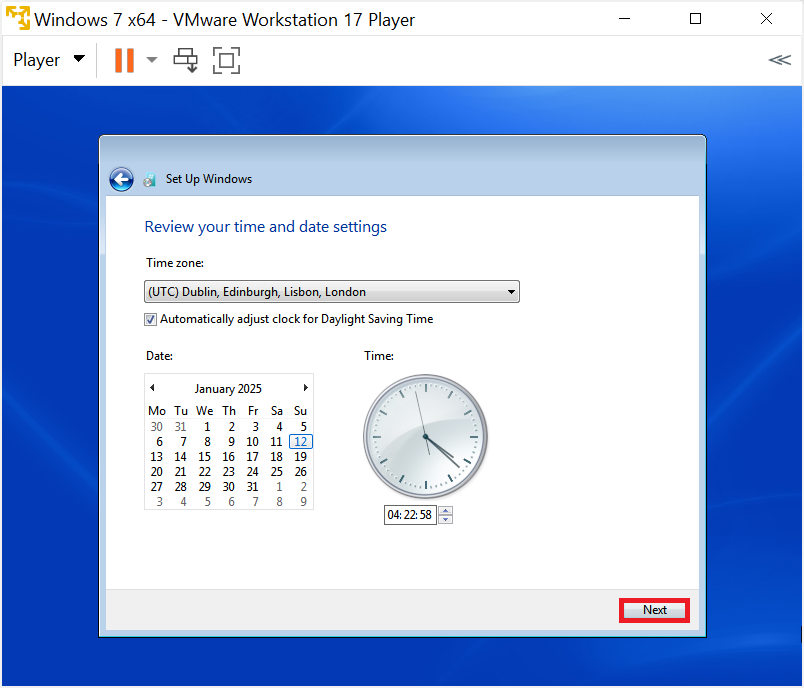 Windows 7 x64 - VMware Workstation 17 Player
Player
Set Up Windows
Review your time and date settings
Time zone:
(UTC) Dublin, Edinburgh, Lisbon, London
Automatically adjust clock for Daylight Saving Time
Date:
Time:
January 2025
Mo Tu We Th Fr Sa Su
30 31 1 2 3 4 5
6 7 8 9 10 11 12
13 14 15 16 17 18 19
20 21 22 23 24 25 26
27 28 29 30 31 1 2
3 4 5 6 7 8 9
04:22:58
Next